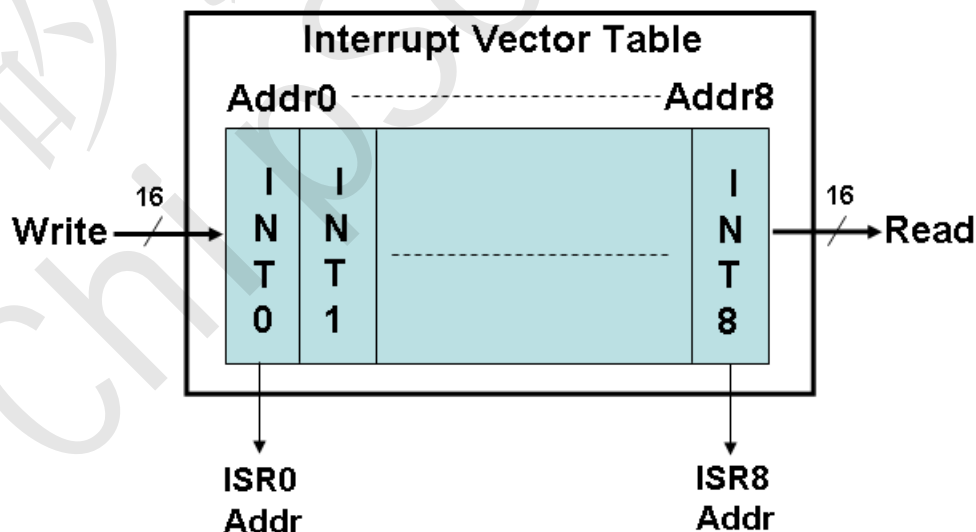 Interrupt Vector Table
Addr0 Addr8
I N T 0
I N T 1
I N T 8
16
Write
16
Read
ISR0
Addr
ISR8
Addr